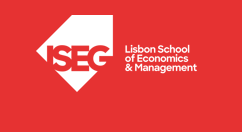 ISEG
Lisbon School
of Economics
& Management